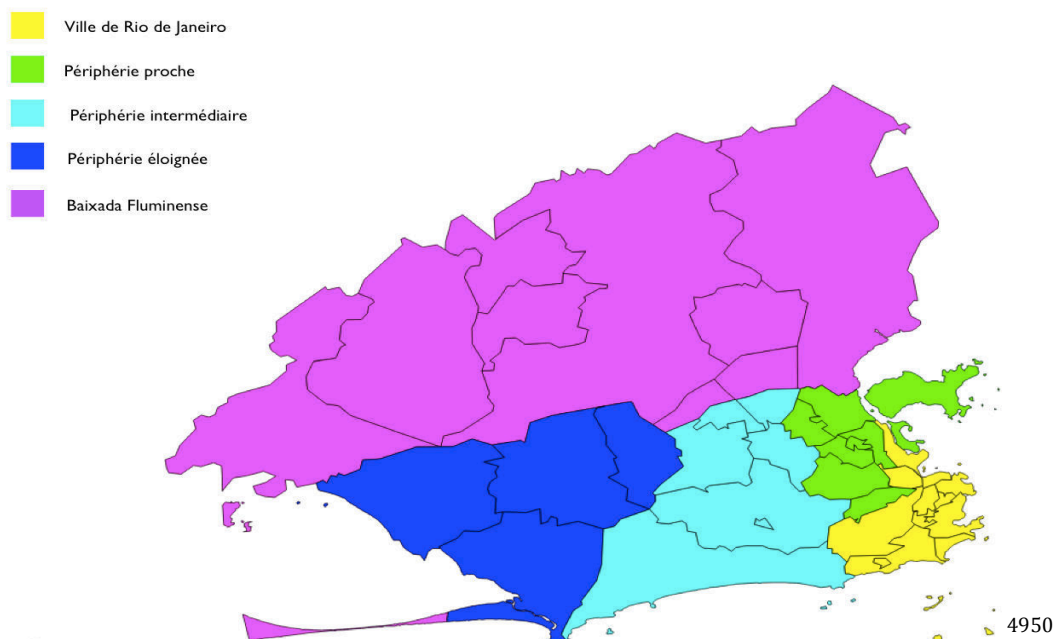 Ville de Rio de Janeiro
Périphérie proche
Périphérie intermédiaire
Périphérie éloignée
Baixada Fluminense
4950